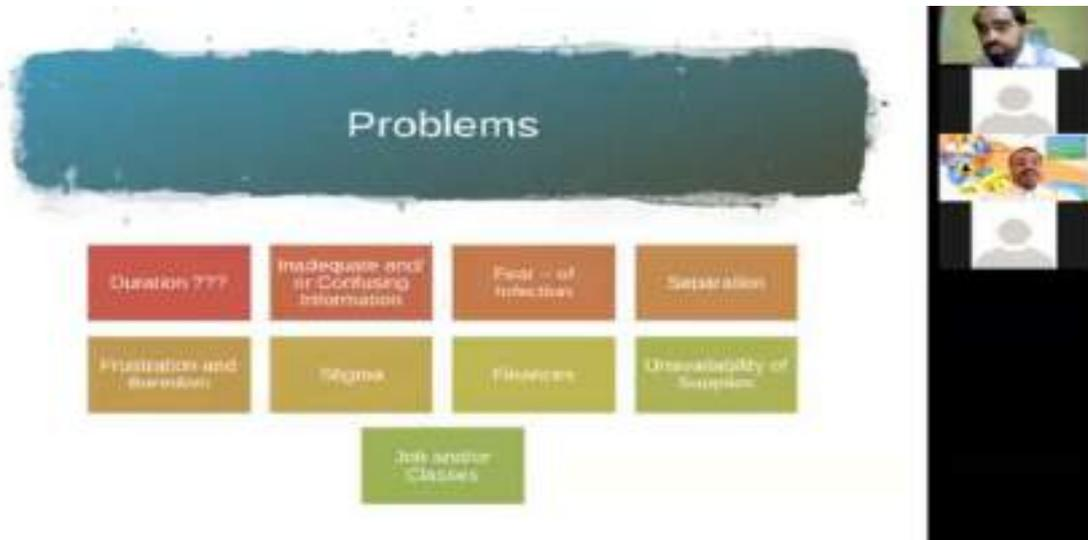 Problems
Duration ???
Inadequate and/
or Confusing
Information
Fear – of
Infection
Separation
Frustration and
Boredom
Stigma
Finances
Unavailability of
Supplies
Job and/or
Classes